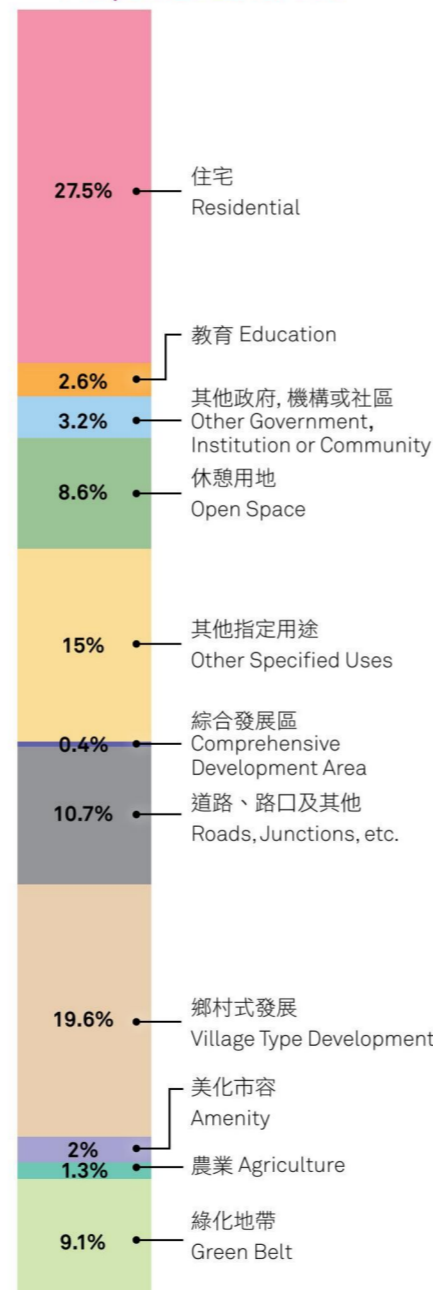 27.5%
住宅
Residential
教育 Education
2.6%
其他政府, 機構或社區
3.2%
Other Government,
Institution or Community
休憩用地
8.6%
Open Space
其他指定用途
15%
Other Specified Uses
綜合發展區
0.4%
Comprehensive
Development Area
道路、路口及其他
10.7%
Roads, Junctions, etc.
鄉村式發展
19.6%
Village Type Development
美化市容
Amenity
2%
農業 Agriculture
1.3%
綠化地帶
9.1%
Green Belt